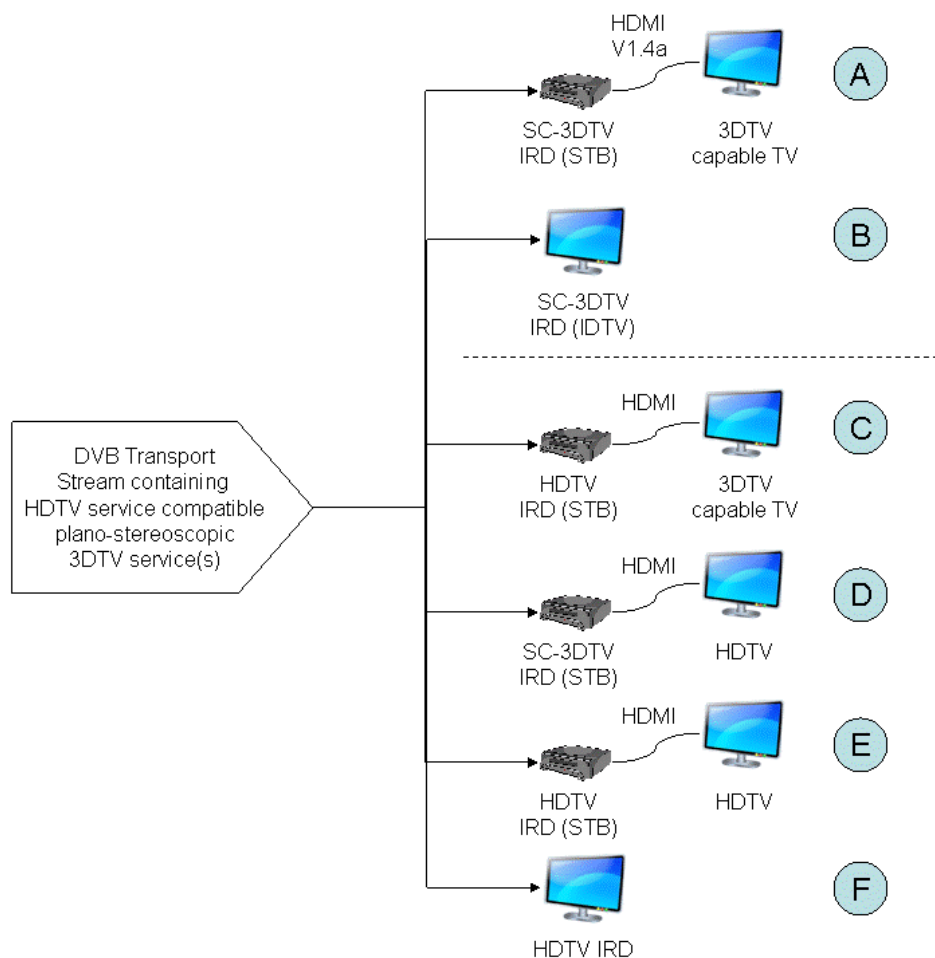 HDMI
V1.4a
A
SC-3DTV
IRD (STB)
3DTV
capable TV
B
SC-3DTV
IRD (IDTV)
DVB Transport
Stream containing
HDTV service compatible
plano-stereoscopic
3DTV service(s)
HDMI
C
HDTV
IRD (STB)
3DTV
capable TV
HDMI
D
SC-3DTV
IRD (STB)
HDTV
HDMI
E
HDTV
IRD (STB)
HDTV
F
HDTV IRD